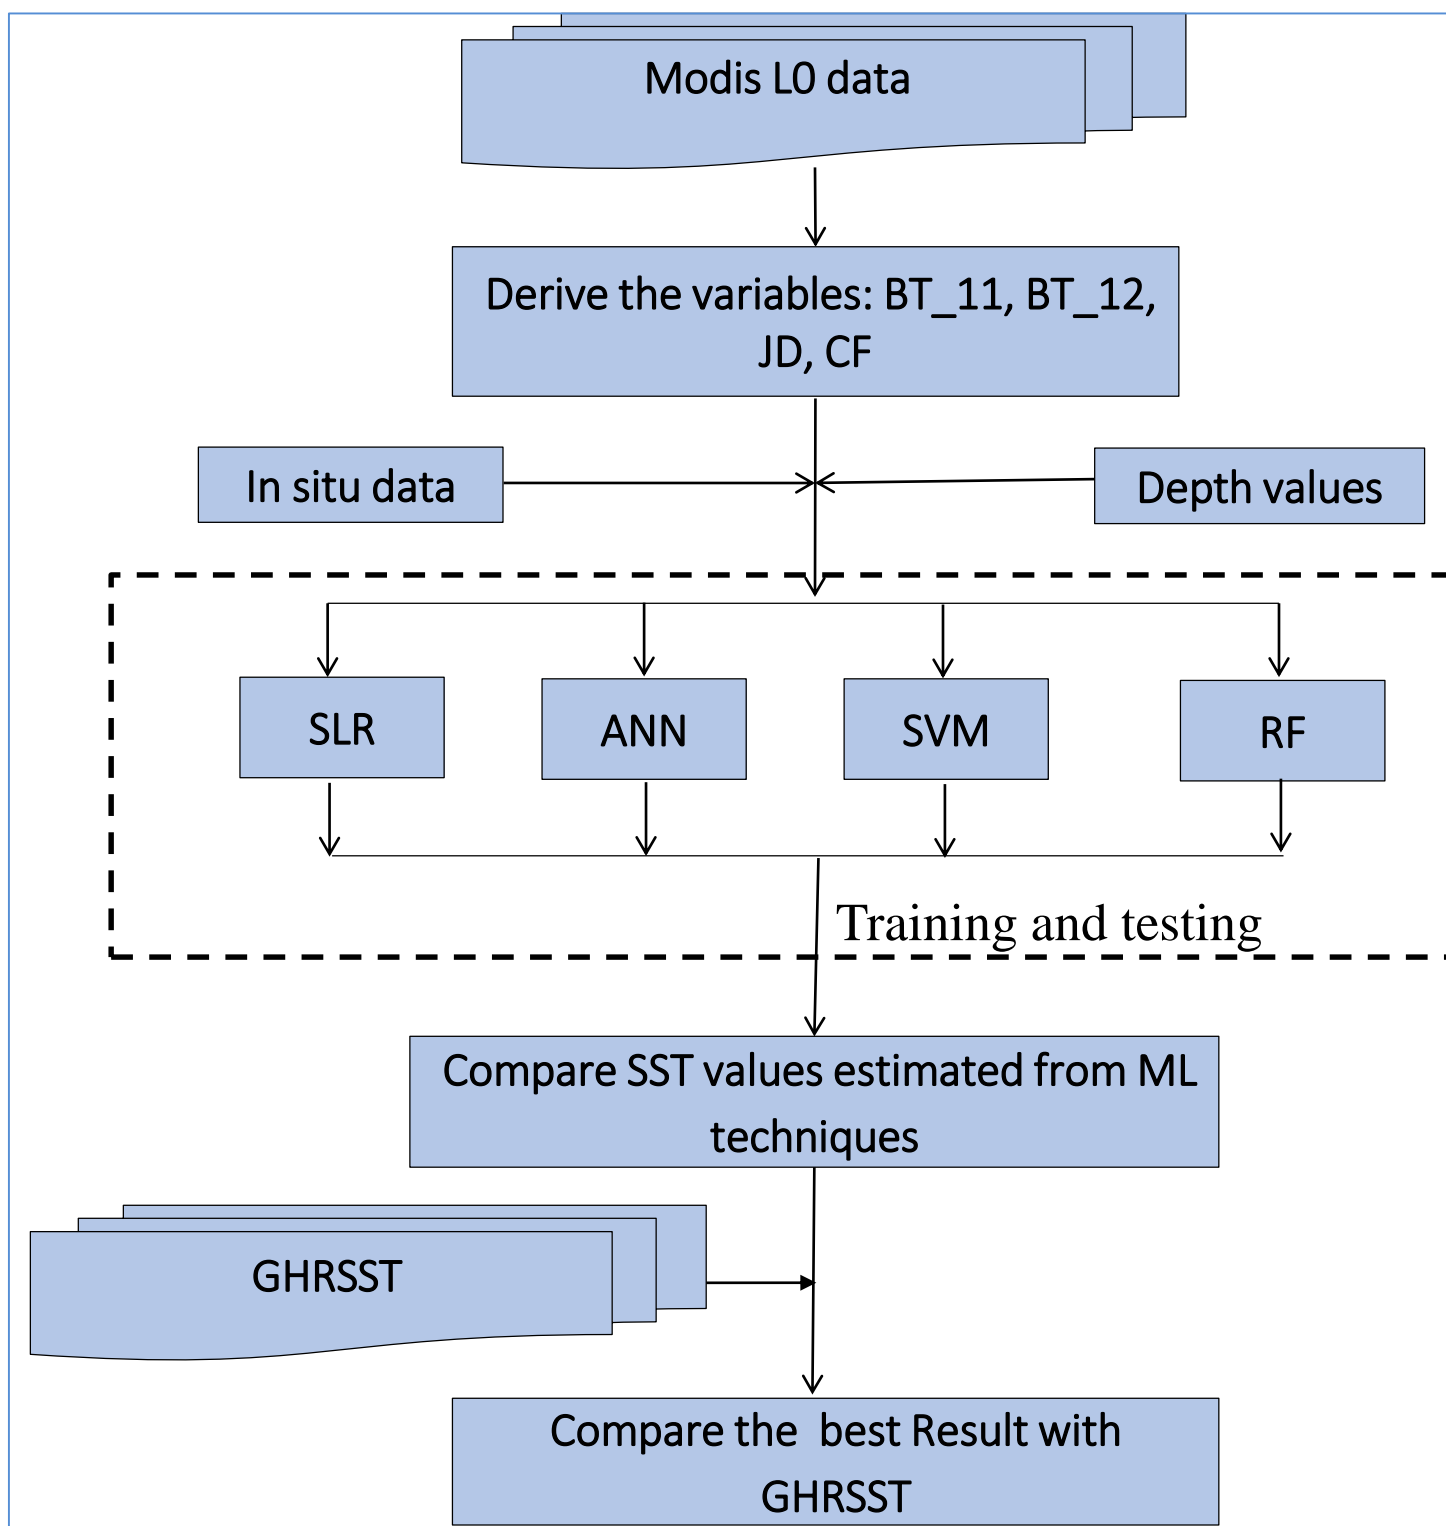 Modis L0 data
Derive the variables: BT_11, BT_12,
JD, CF
In situ data
Depth values
SLR
ANN
SVM
RF
Training and testing
Compare SST values estimated from ML
techniques
GHRSST
Compare the  best Result with
GHRSST